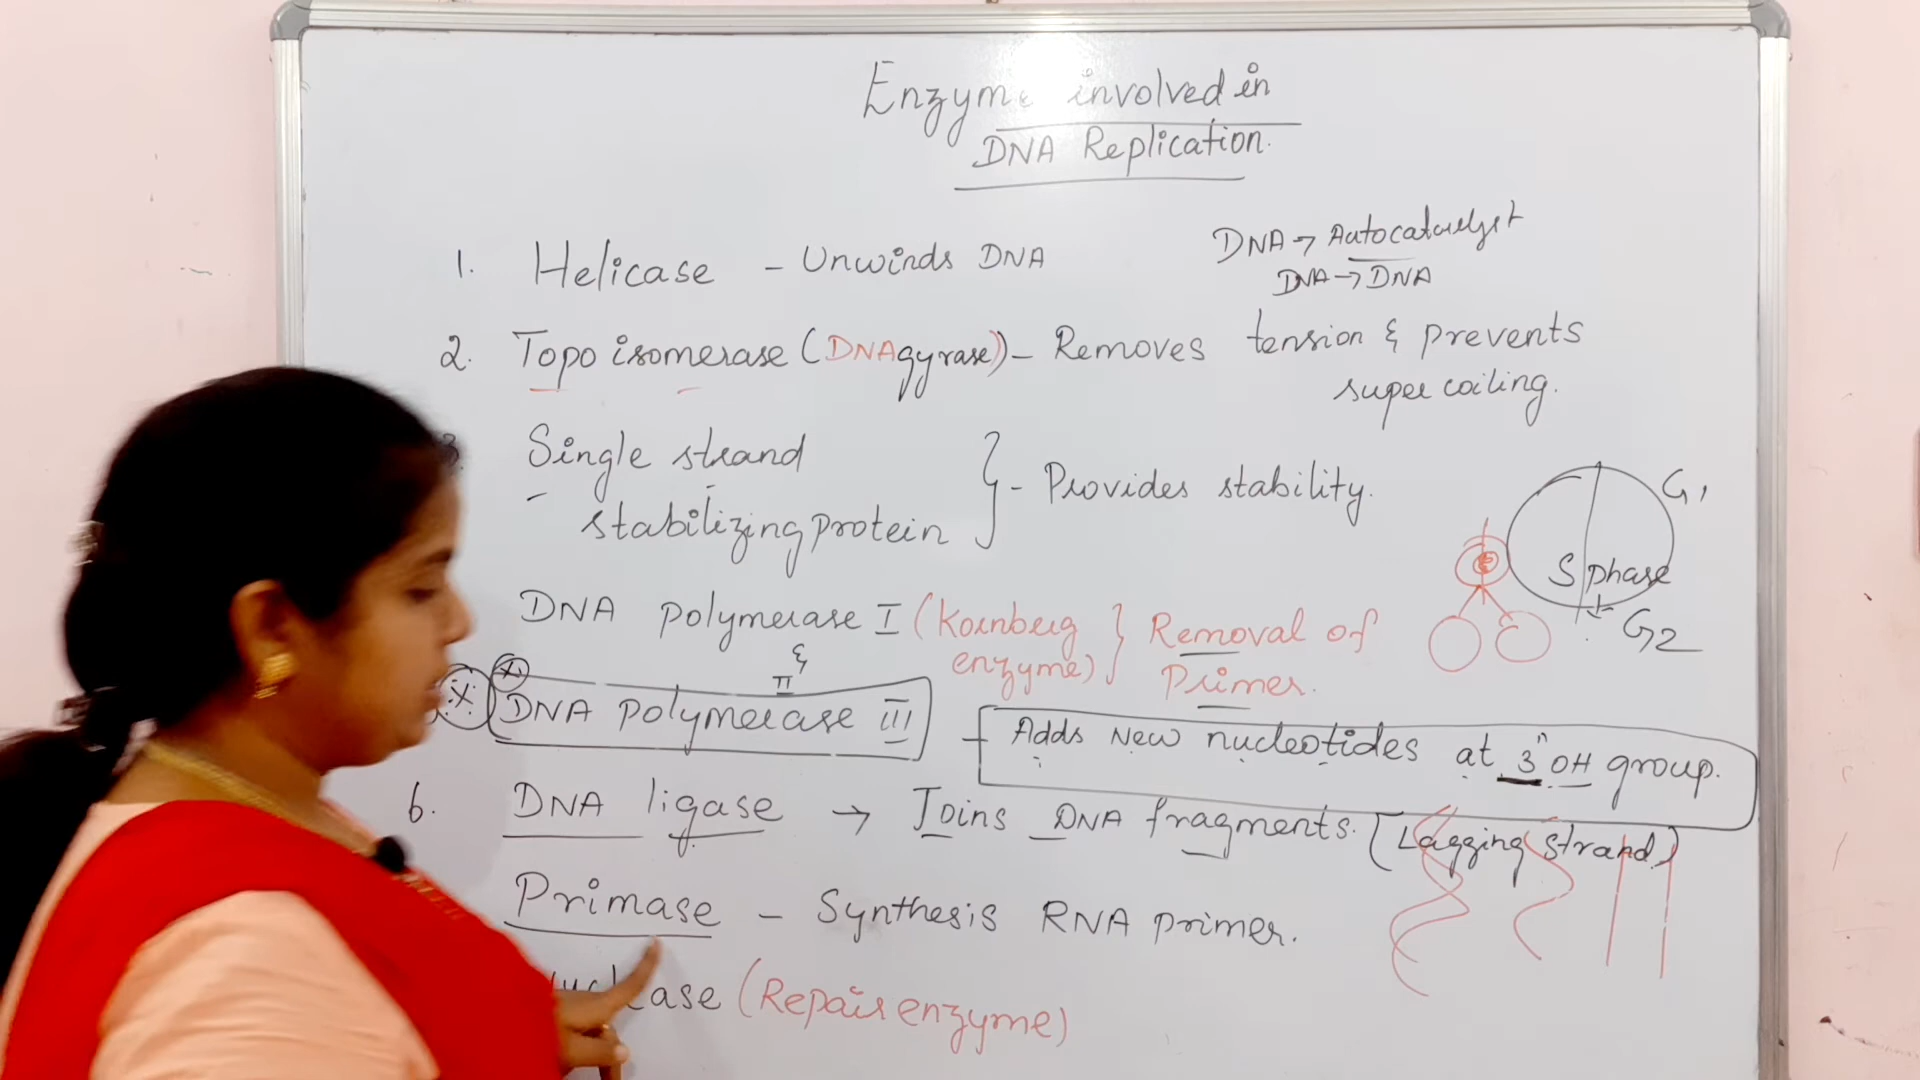 Enzyme involved in
DNA Replication.
1. Helicase - Unwinds DNA
DNA → Autocatalyst
DNA → DNA
2. Topoisomerase (DNA gyrase) - Removes tension & prevents
super coiling.
3. Single strand
stabilizing protein } - Provides stability.
G1
S phase
G2
DNA polymerase I (Kornberg
enzyme) } Removal of
Primer.
& II
DNA polymerase III - Adds New nucleotides at 3" OH group.
6. DNA ligase → Joins DNA fragments. (Lagging strand)
Primase - Synthesis RNA primer.
(Repair enzyme)